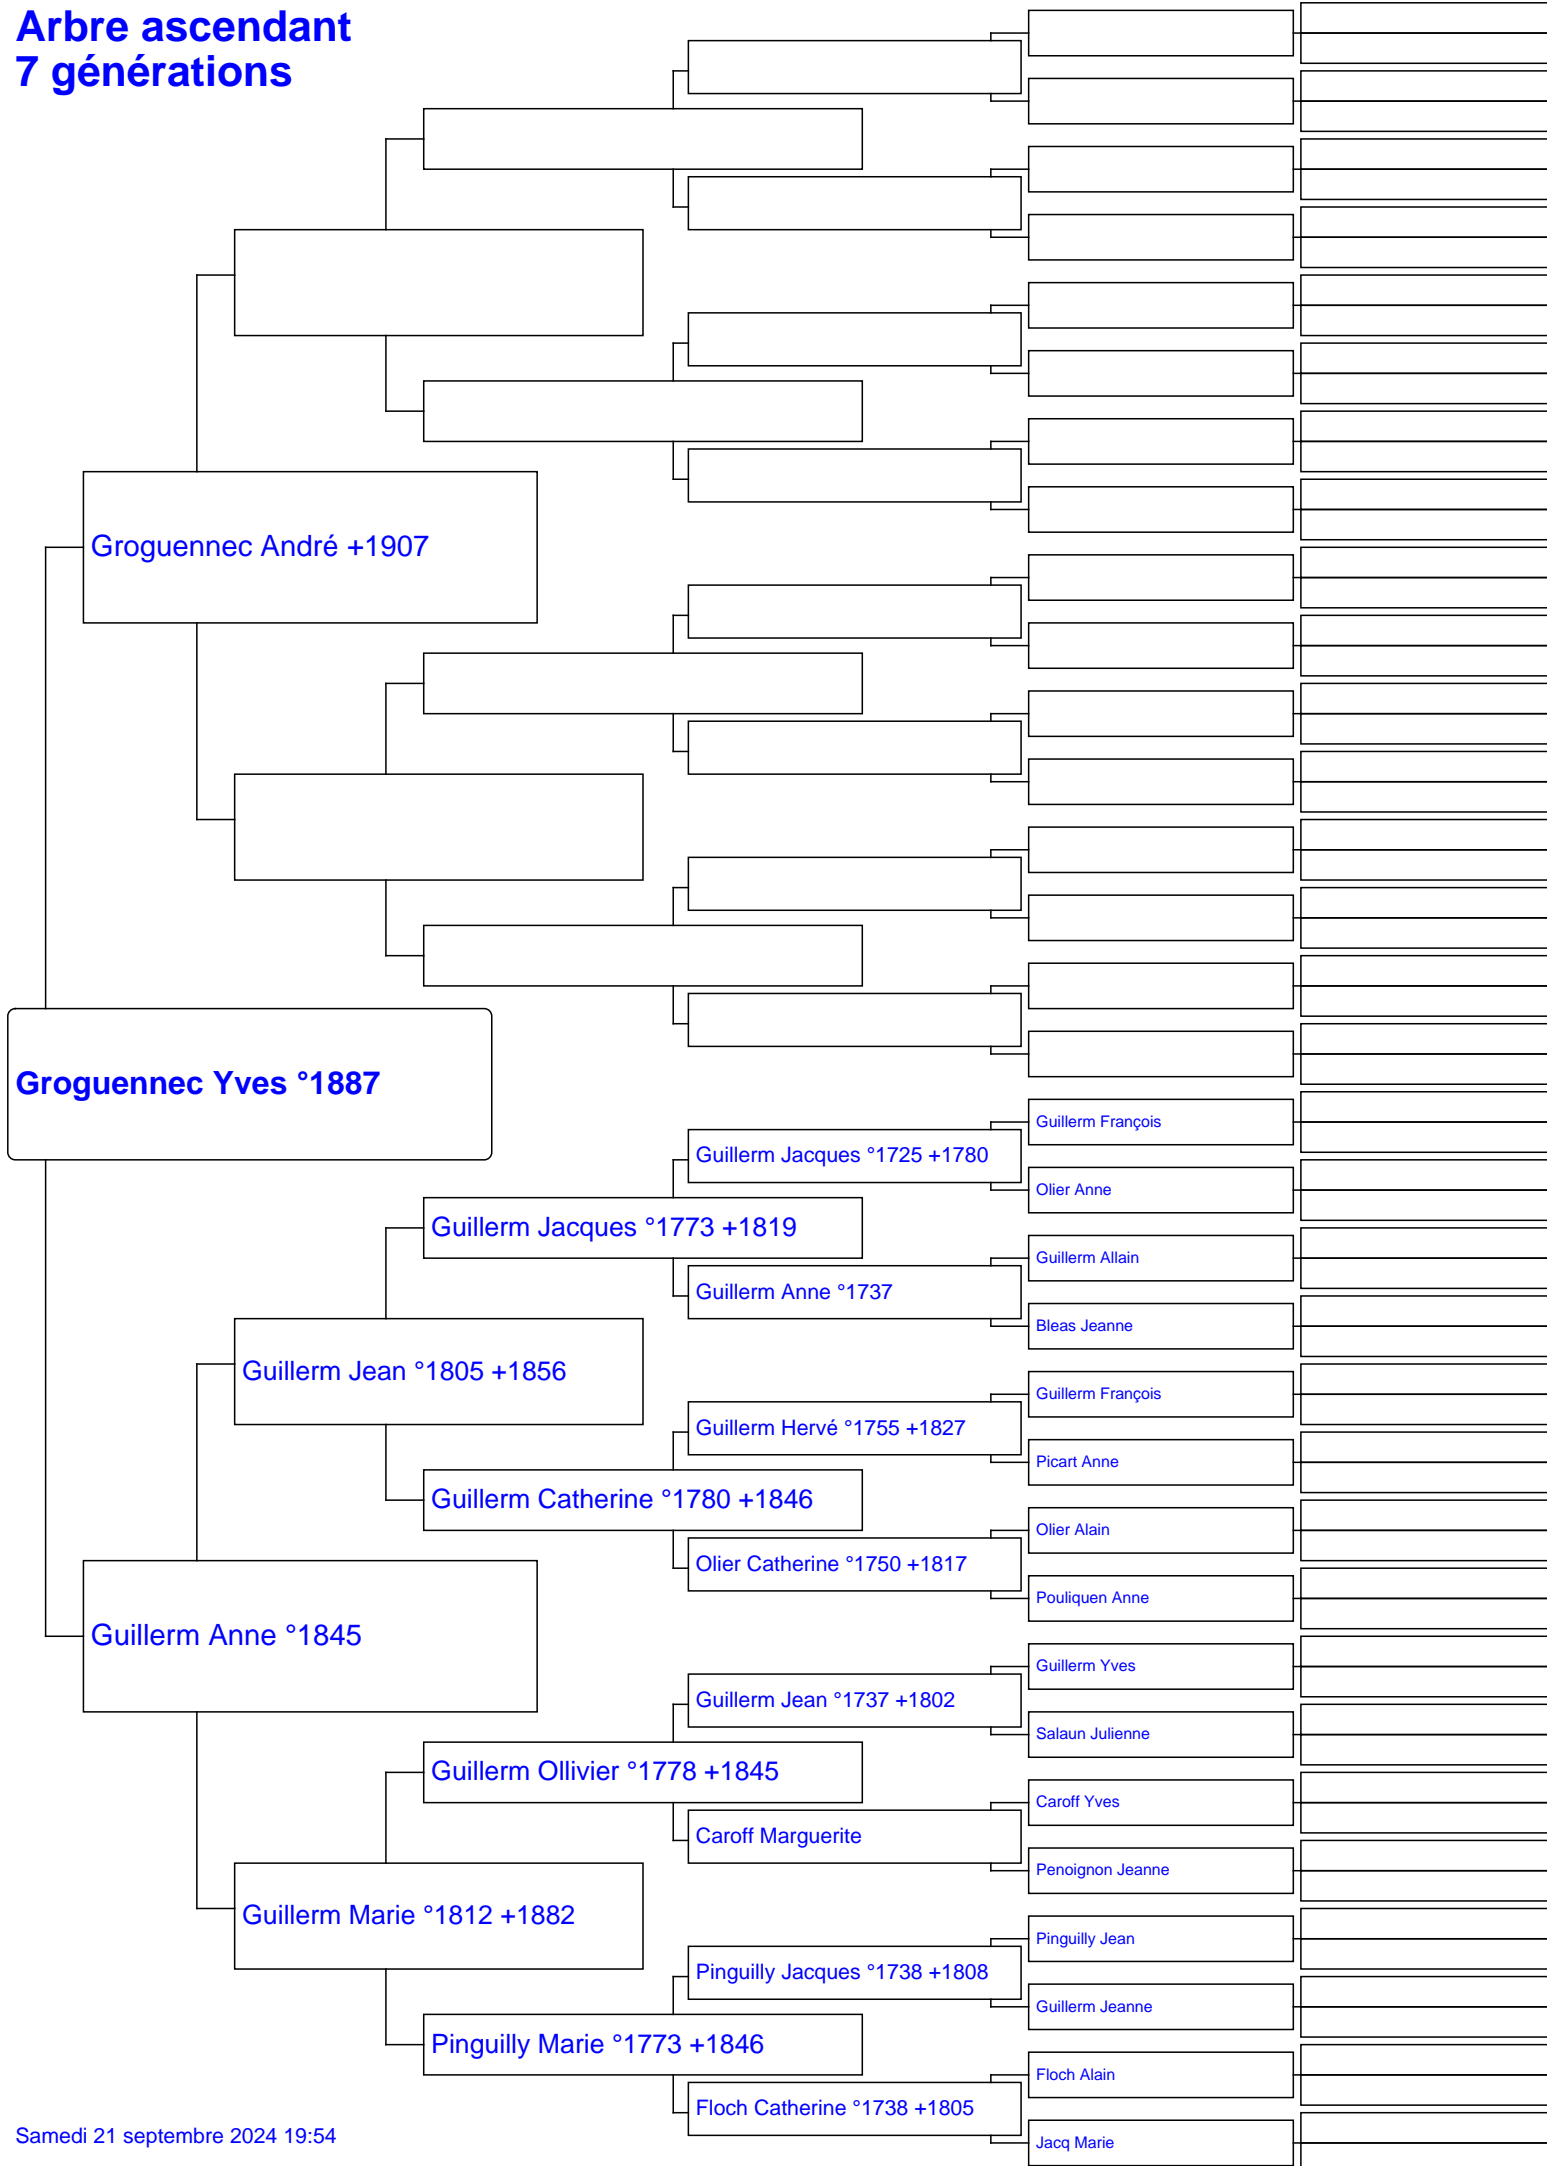 Arbre ascendant
7 générations
Groguennec André +1907
Groguennec Yves °1887
Guillerm François
Guillerm Jacques °1725 +1780
Olier Anne
Guillerm Jacques °1773 +1819
Guillerm Allain
Guillerm Anne °1737
Bleas Jeanne
Guillerm Jean °1805 +1856
Guillerm François
Guillerm Hervé °1755 +1827
Picart Anne
Guillerm Catherine °1780 +1846
Olier Alain
Olier Catherine °1750 +1817
Pouliquen Anne
Guillerm Anne °1845
Guillerm Yves
Guillerm Jean °1737 +1802
Salaun Julienne
Guillerm Ollivier °1778 +1845
Caroff Yves
Caroff Marguerite
Penoignon Jeanne
Guillerm Marie °1812 +1882
Pinguilly Jean
Pinguilly Jacques °1738 +1808
Guillerm Jeanne
Pinguilly Marie °1773 +1846
Floch Alain
Floch Catherine °1738 +1805
Jacq Marie
Samedi 21 septembre 2024 19:54